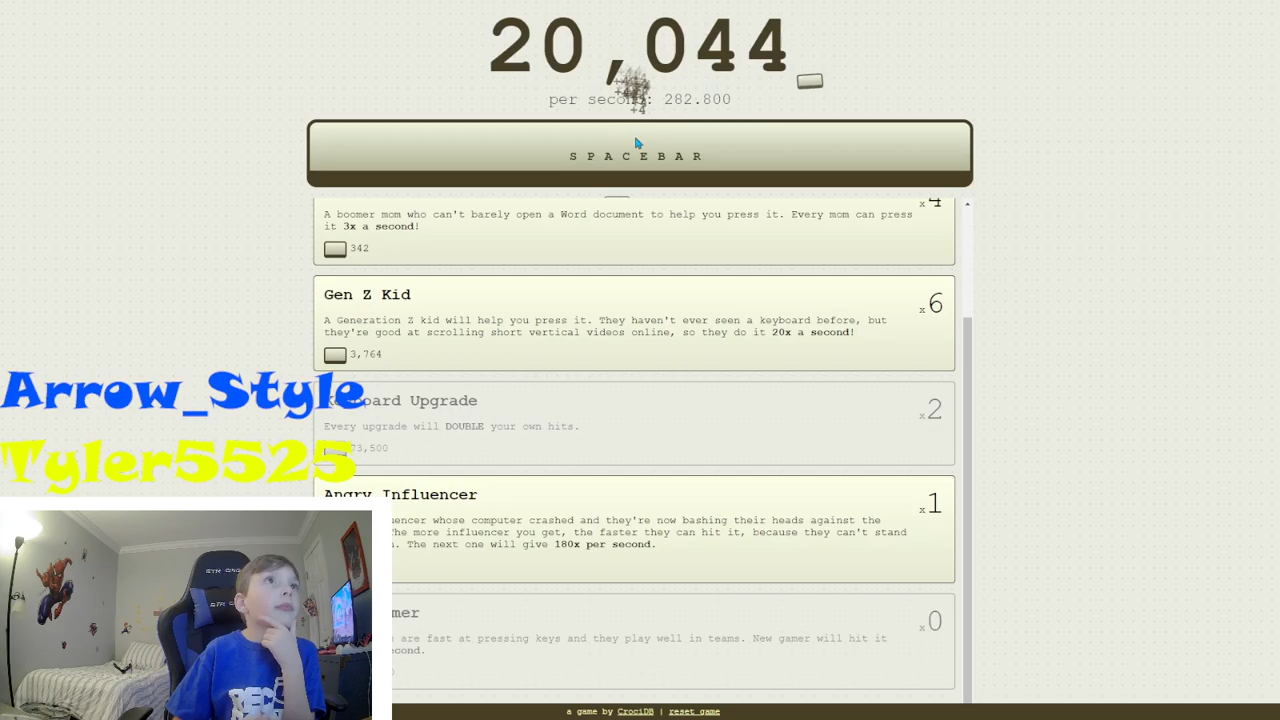 20,044
per second: 282.800
SPACEBAR
x4
A boomer mom who can't barely open a Word document to help you press it. Every mom can press
it 3x a second!
342
Gen Z Kid
x6
A Generation Z kid will help you press it. They haven't ever seen a keyboard before, but
they're good at scrolling short vertical videos online, so they do it 20x a second!
3,764
Arrow_Style
Upgrade
x2
Every upgrade will DOUBLE your own hits.
Tyler5525
Angry Influencer
x1
whose computer crashed and they're now bashing their heads against the
more influencer you get, the faster they can hit it, because they can't stand
The next one will give 180x per second.
x0
are fast at pressing keys and they play well in teams. New gamer will hit it
a game by CrociDB | reset game